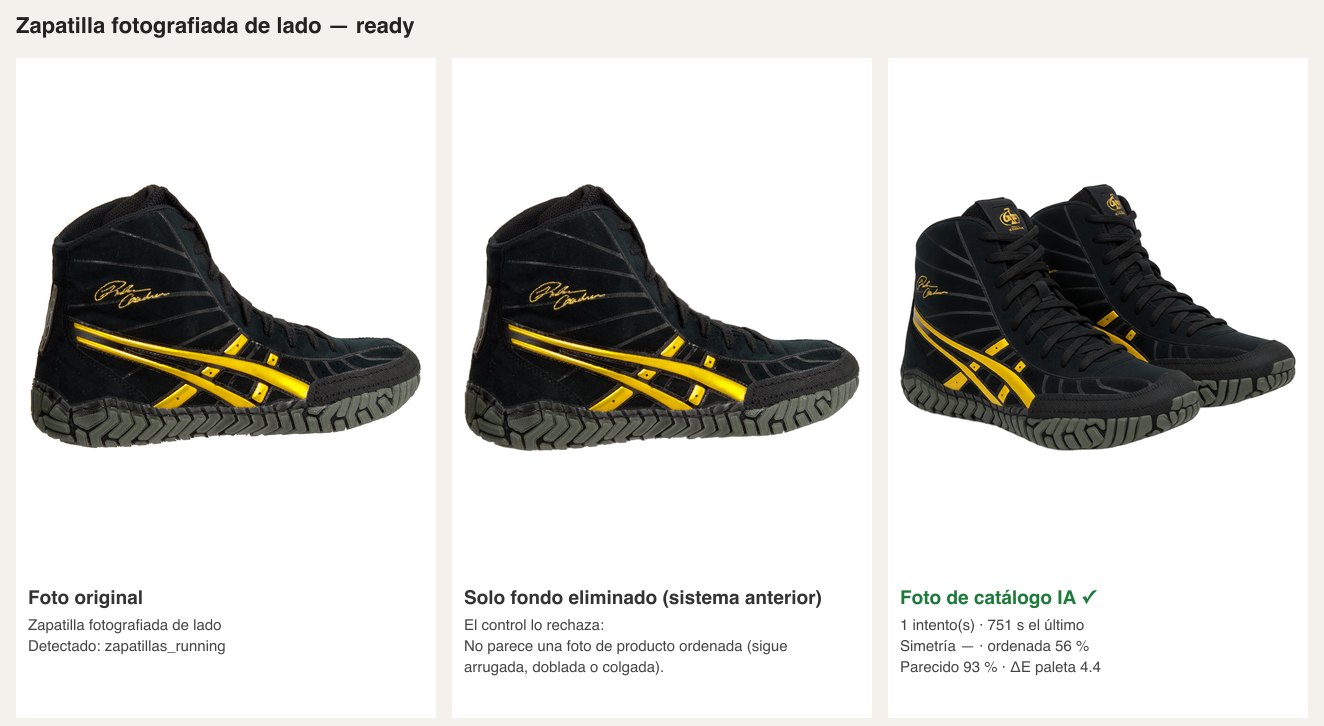 Zapatilla fotografiada de lado — ready
Foto original
Zapatilla fotografiada de lado
Detectado: zapatillas_running
Solo fondo eliminado (sistema anterior)
El control lo rechaza:
No parece una foto de producto ordenada (sigue
arrugada, doblada o colgada).
Foto de catálogo IA ✓
1 intento(s) · 751 s el último
Simetría — · ordenada 56 %
Parecido 93 % · ΔE paleta 4.4